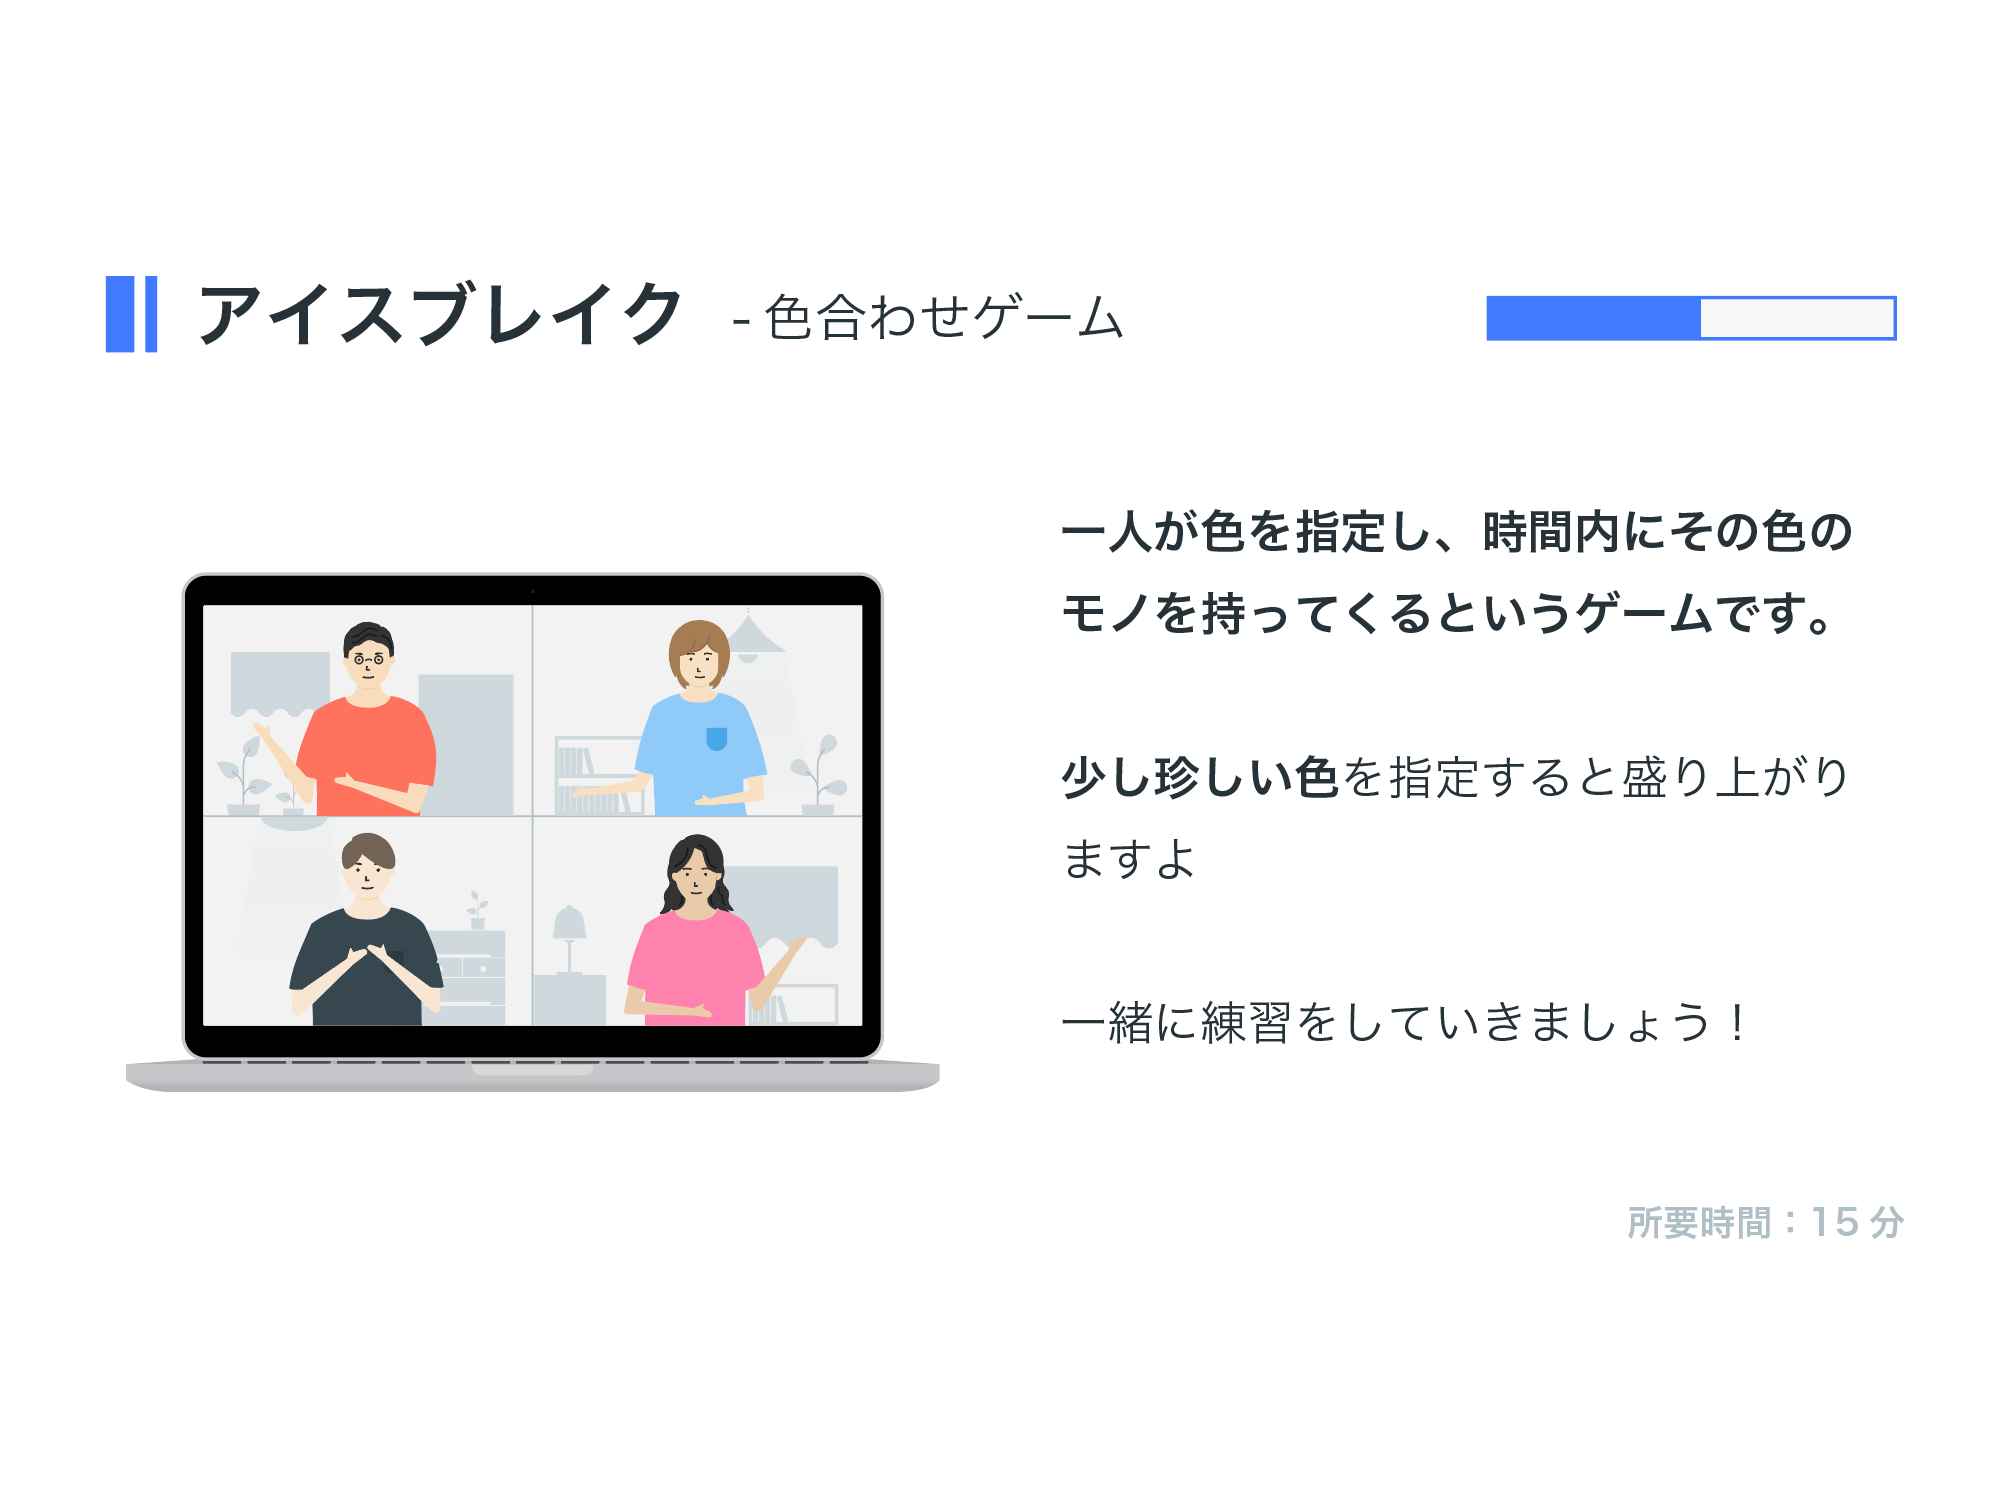 アイスブレイク - 色合わせゲーム
一人が色を指定し、時間内にその色の
モノを持ってくるというゲームです。
少し珍しい色を指定すると盛り上がり
ますよ
一緒に練習をしていきましょう！
所要時間：15 分